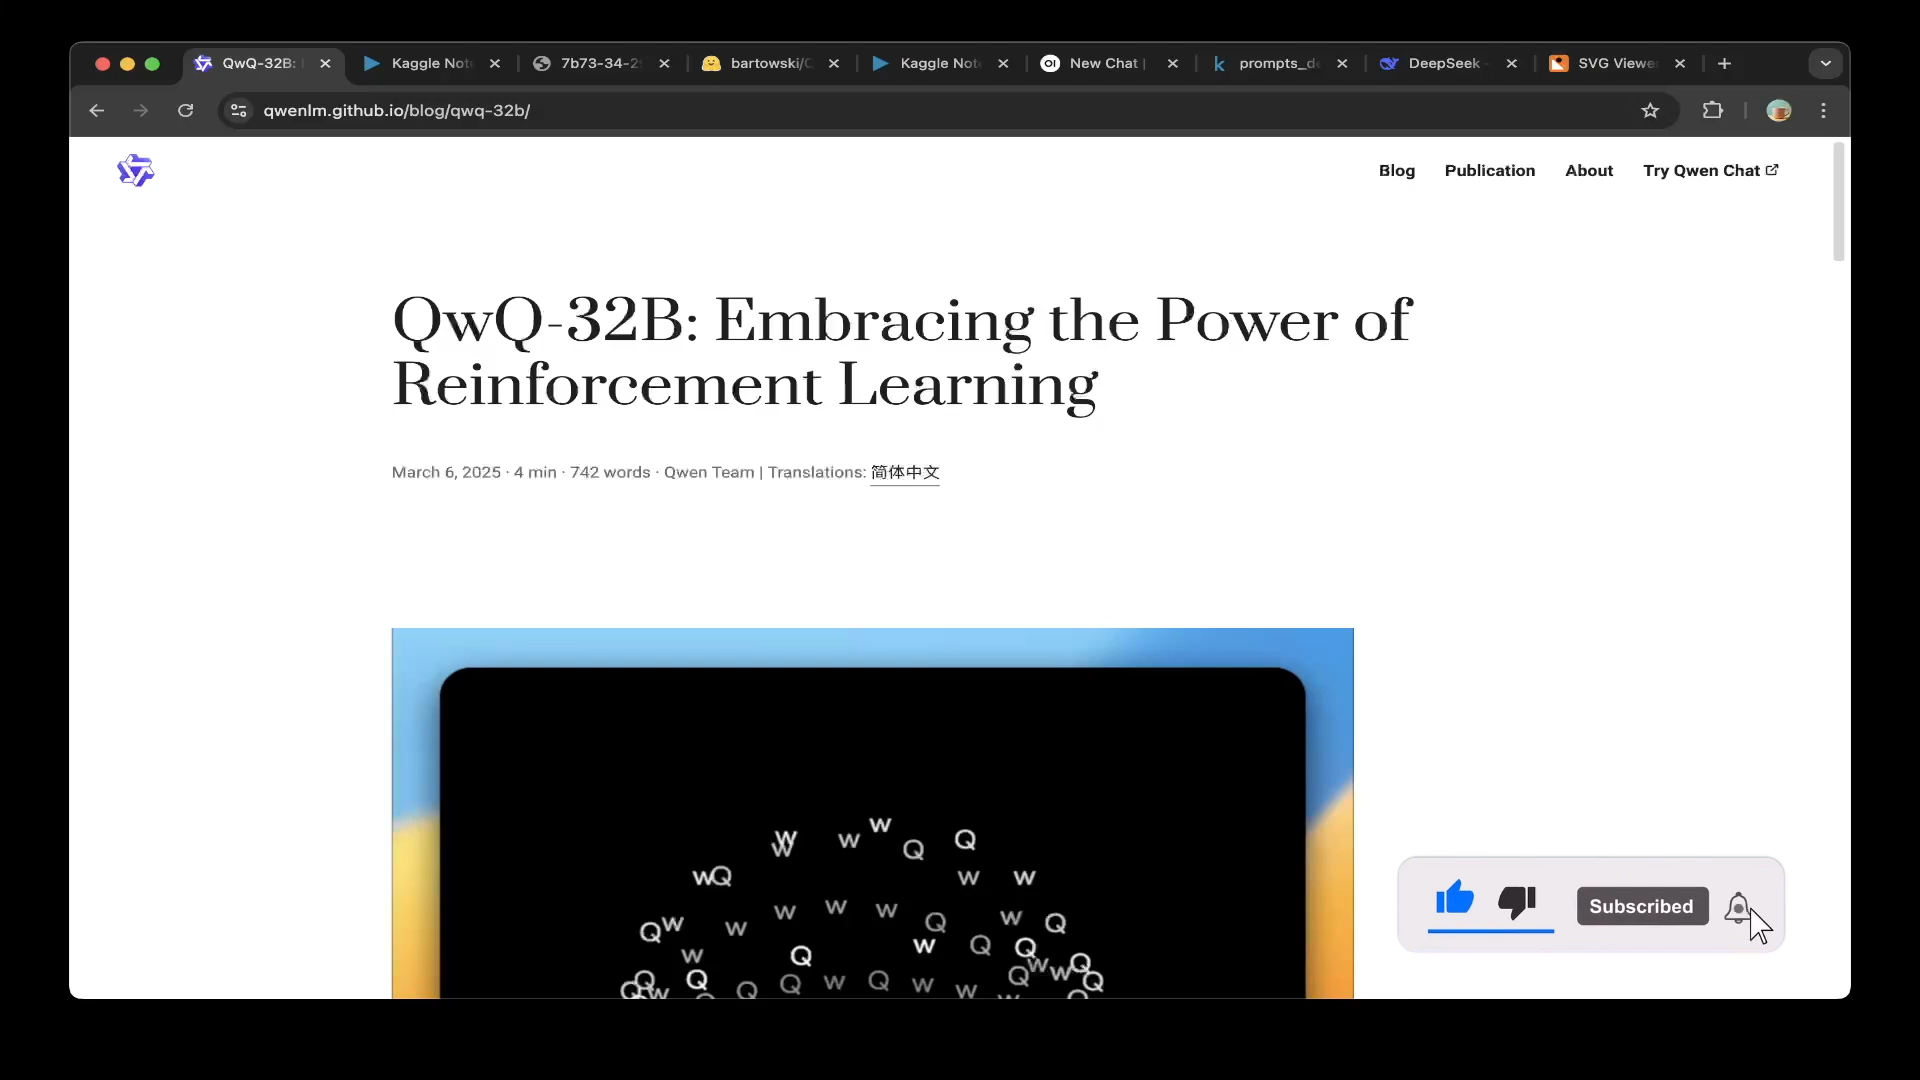 QwQ-32B:
Kaggle Not
7b73-34-2
bartowski/
Kaggle Not
New Chat |
prompts_d
DeepSeek -
SVG Viewe
qwenlm.github.io/blog/qwq-32b/
Blog
Publication
About
Try Qwen Chat
QwQ-32B: Embracing the Power of
Reinforcement Learning
March 6, 2025 · 4 min · 742 words · Qwen Team | Translations: 简体中文
Subscribed